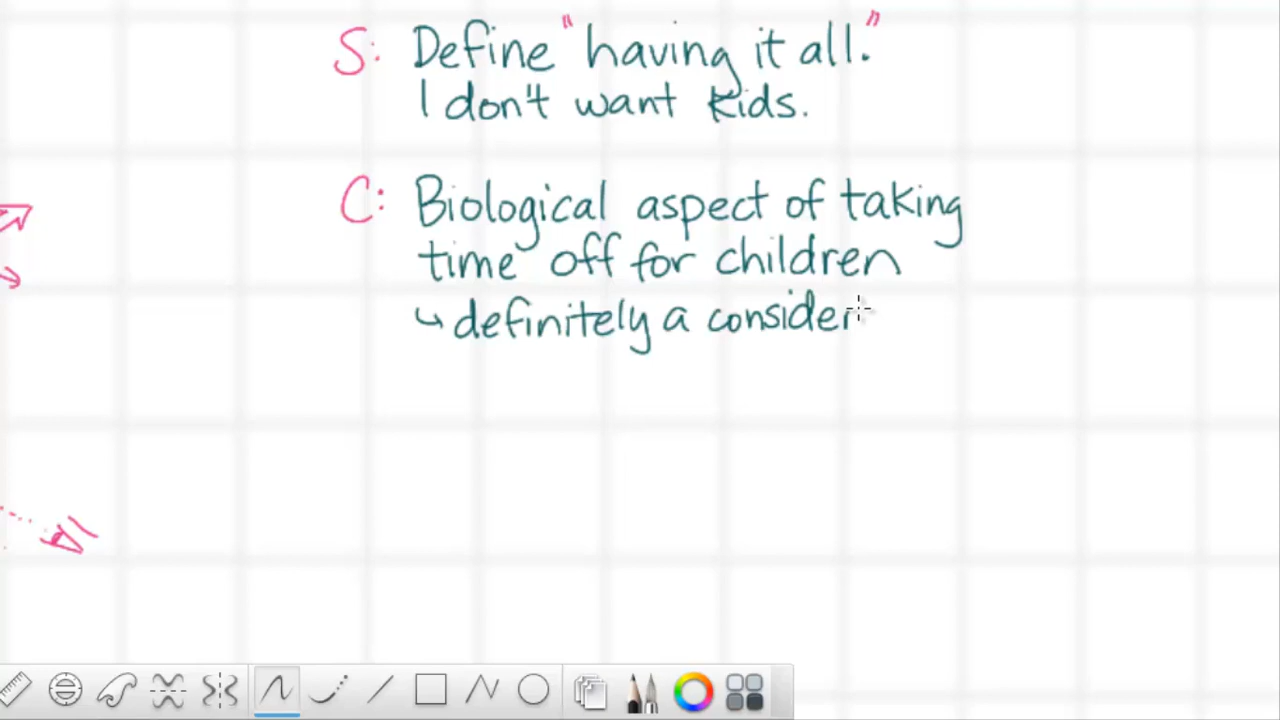 S: Define "having it all."
I don't want kids.
C: Biological aspect of taking
time off for children
↳ definitely a consider